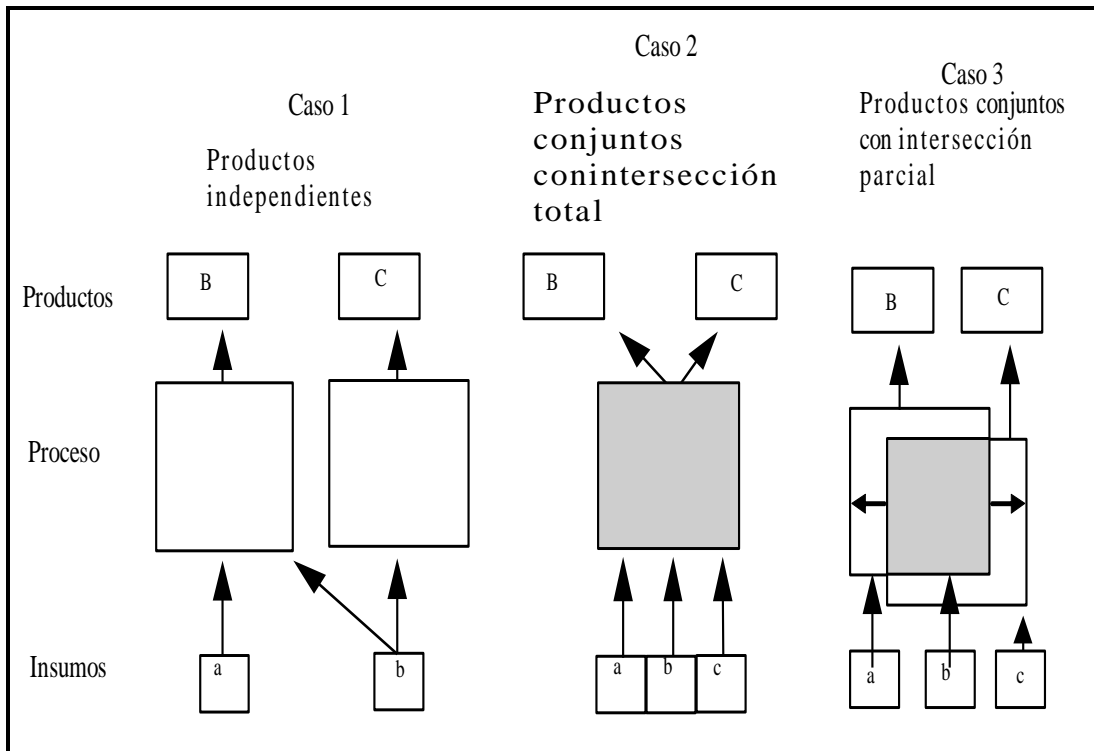 Caso 1
Productos
independientes
Caso 2
Productos
conjuntos
conintersección
total
Caso 3
Productos conjuntos
con intersección
parcial
Productos
B
C
B
C
B
C
Proceso
Insumos
a
b
a
b
c
a
b
c